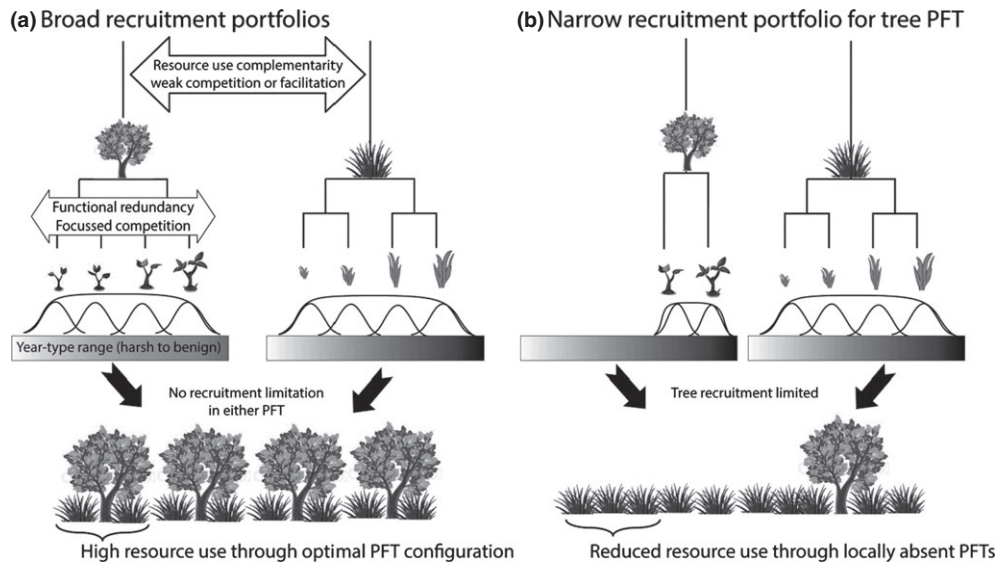 (a) Broad recruitment portfolios
Resource use complementarity
weak competition or facilitation
Functional redundancy
Focussed competition
Year-type range (harsh to benign)
No recruitment limitation
in either PFT
High resource use through optimal PFT configuration
(b) Narrow recruitment portfolio for tree PFT
Tree recruitment limited
Reduced resource use through locally absent PFTs